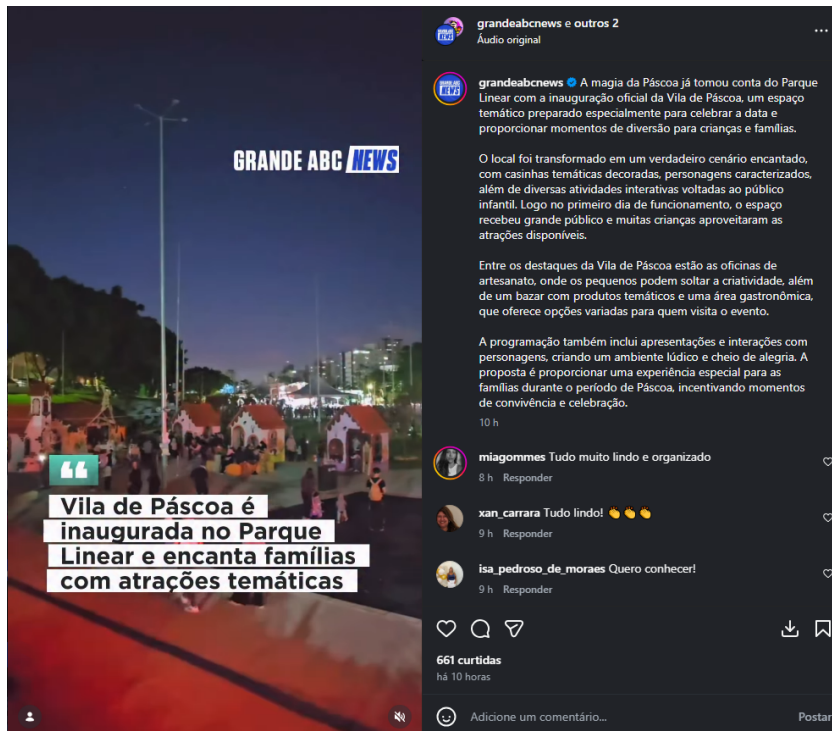 GRANDE ABC NEWS
Vila de Páscoa é
inaugurada no Parque
Linear e encanta famílias
com atrações temáticas
grandeabcnews e outros 2
Áudio original
grandeabcnews A magia da Páscoa já tomou conta do Parque
Linear com a inauguração oficial da Vila de Páscoa, um espaço
temático preparado especialmente para celebrar a data e
proporcionar momentos de diversão para crianças e famílias.
O local foi transformado em um verdadeiro cenário encantado,
com casinhas temáticas decoradas, personagens caracterizados,
além de diversas atividades interativas voltadas ao público
infantil. Logo no primeiro dia de funcionamento, o espaço
recebeu grande público e muitas crianças aproveitaram as
atrações disponíveis.
Entre os destaques da Vila de Páscoa estão as oficinas de
artesanato, onde os pequenos podem soltar a criatividade, além
de um bazar com produtos temáticos e uma área gastronômica,
que oferece opções variadas para quem visita o evento.
A programação também inclui apresentações e interações com
personagens, criando um ambiente lúdico e cheio de alegria. A
proposta é proporcionar uma experiência especial para as
famílias durante o período de Páscoa, incentivando momentos
de convivência e celebração.
10 h
miagommes Tudo muito lindo e organizado
8 h Responder
xan_carrara Tudo lindo! 👏👏👏
9 h Responder
isa_pedroso_de_moraes Quero conhecer!
9 h Responder
661 curtidas
há 10 horas
Adicione um comentário...
Postar